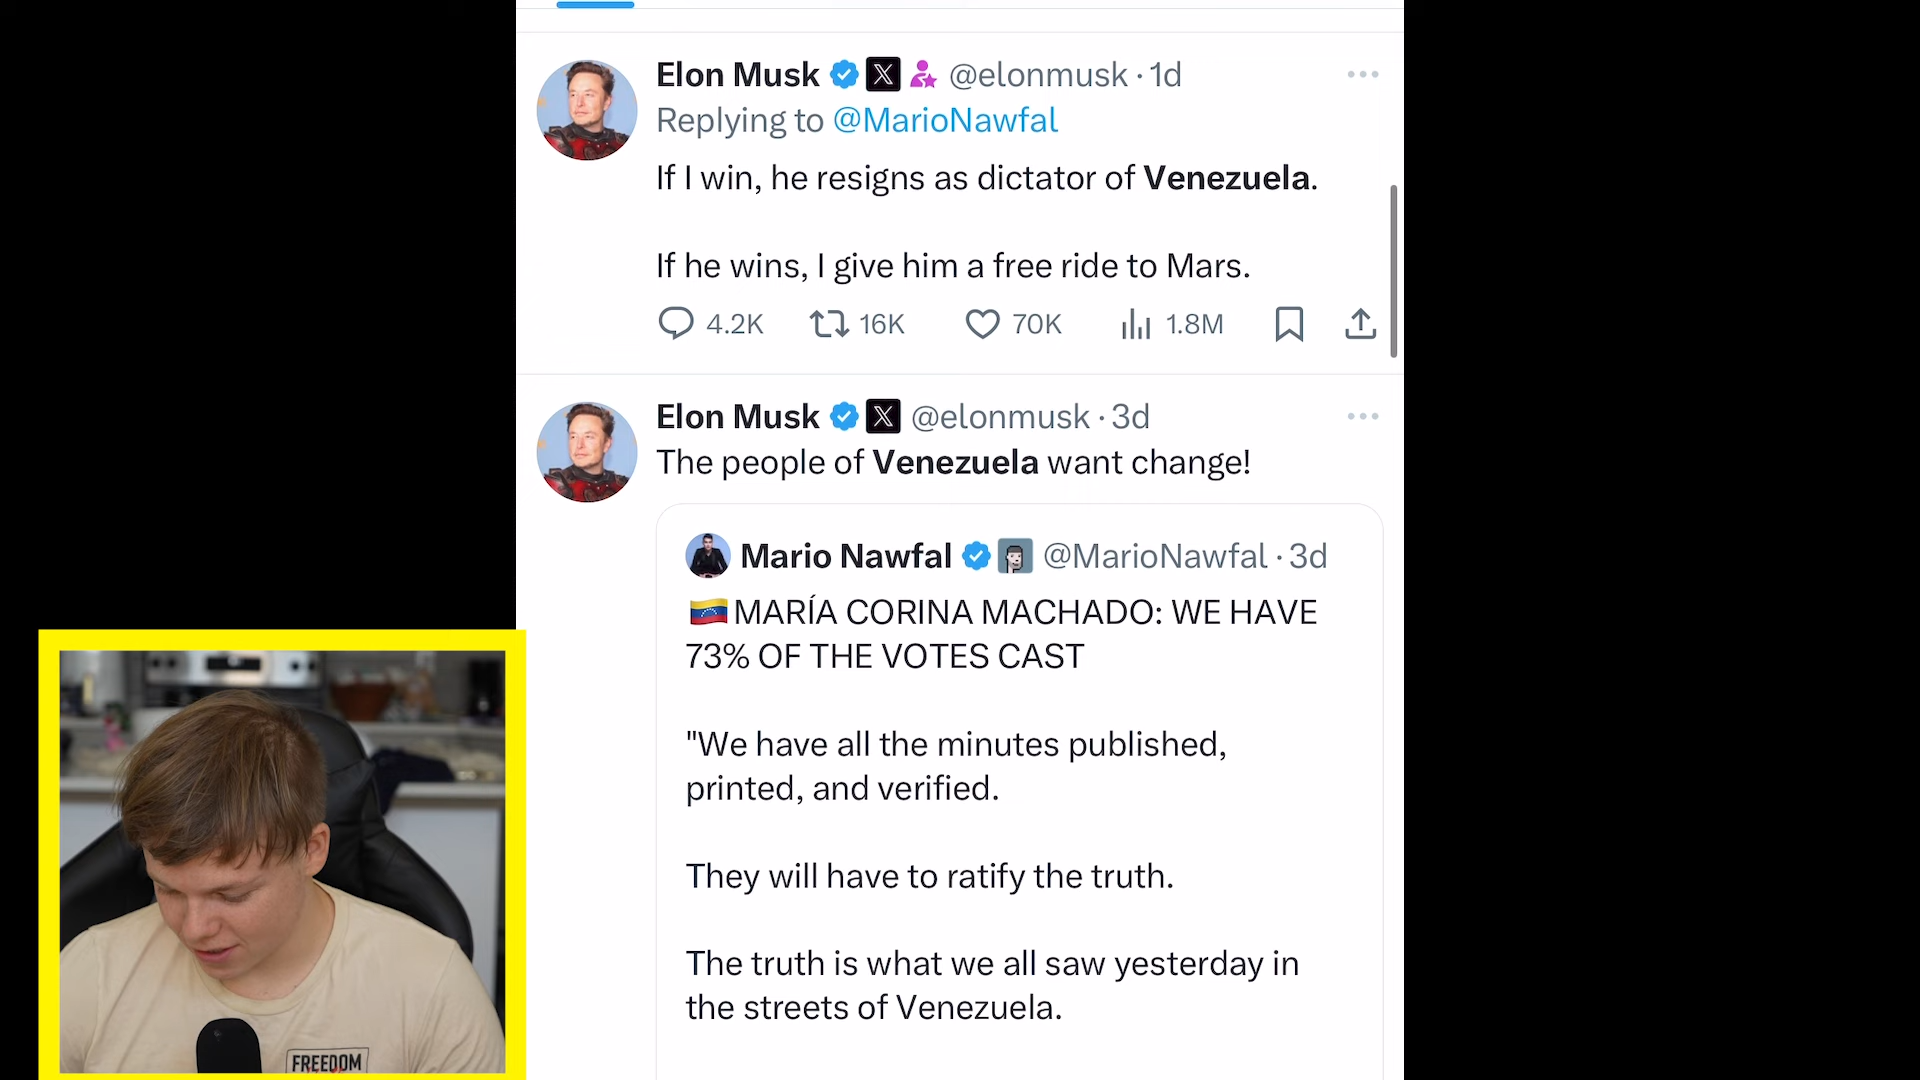 Elon Musk @elonmusk · 1d
Replying to @MarioNawfal
If I win, he resigns as dictator of Venezuela.
If he wins, I give him a free ride to Mars.
4.2K 16K 70K 1.8M
Elon Musk @elonmusk · 3d
The people of Venezuela want change!
Mario Nawfal @MarioNawfal · 3d
🇻🇪MARÍA CORINA MACHADO: WE HAVE
73% OF THE VOTES CAST
"We have all the minutes published,
printed, and verified.
They will have to ratify the truth.
The truth is what we all saw yesterday in
the streets of Venezuela.
FREEDOM